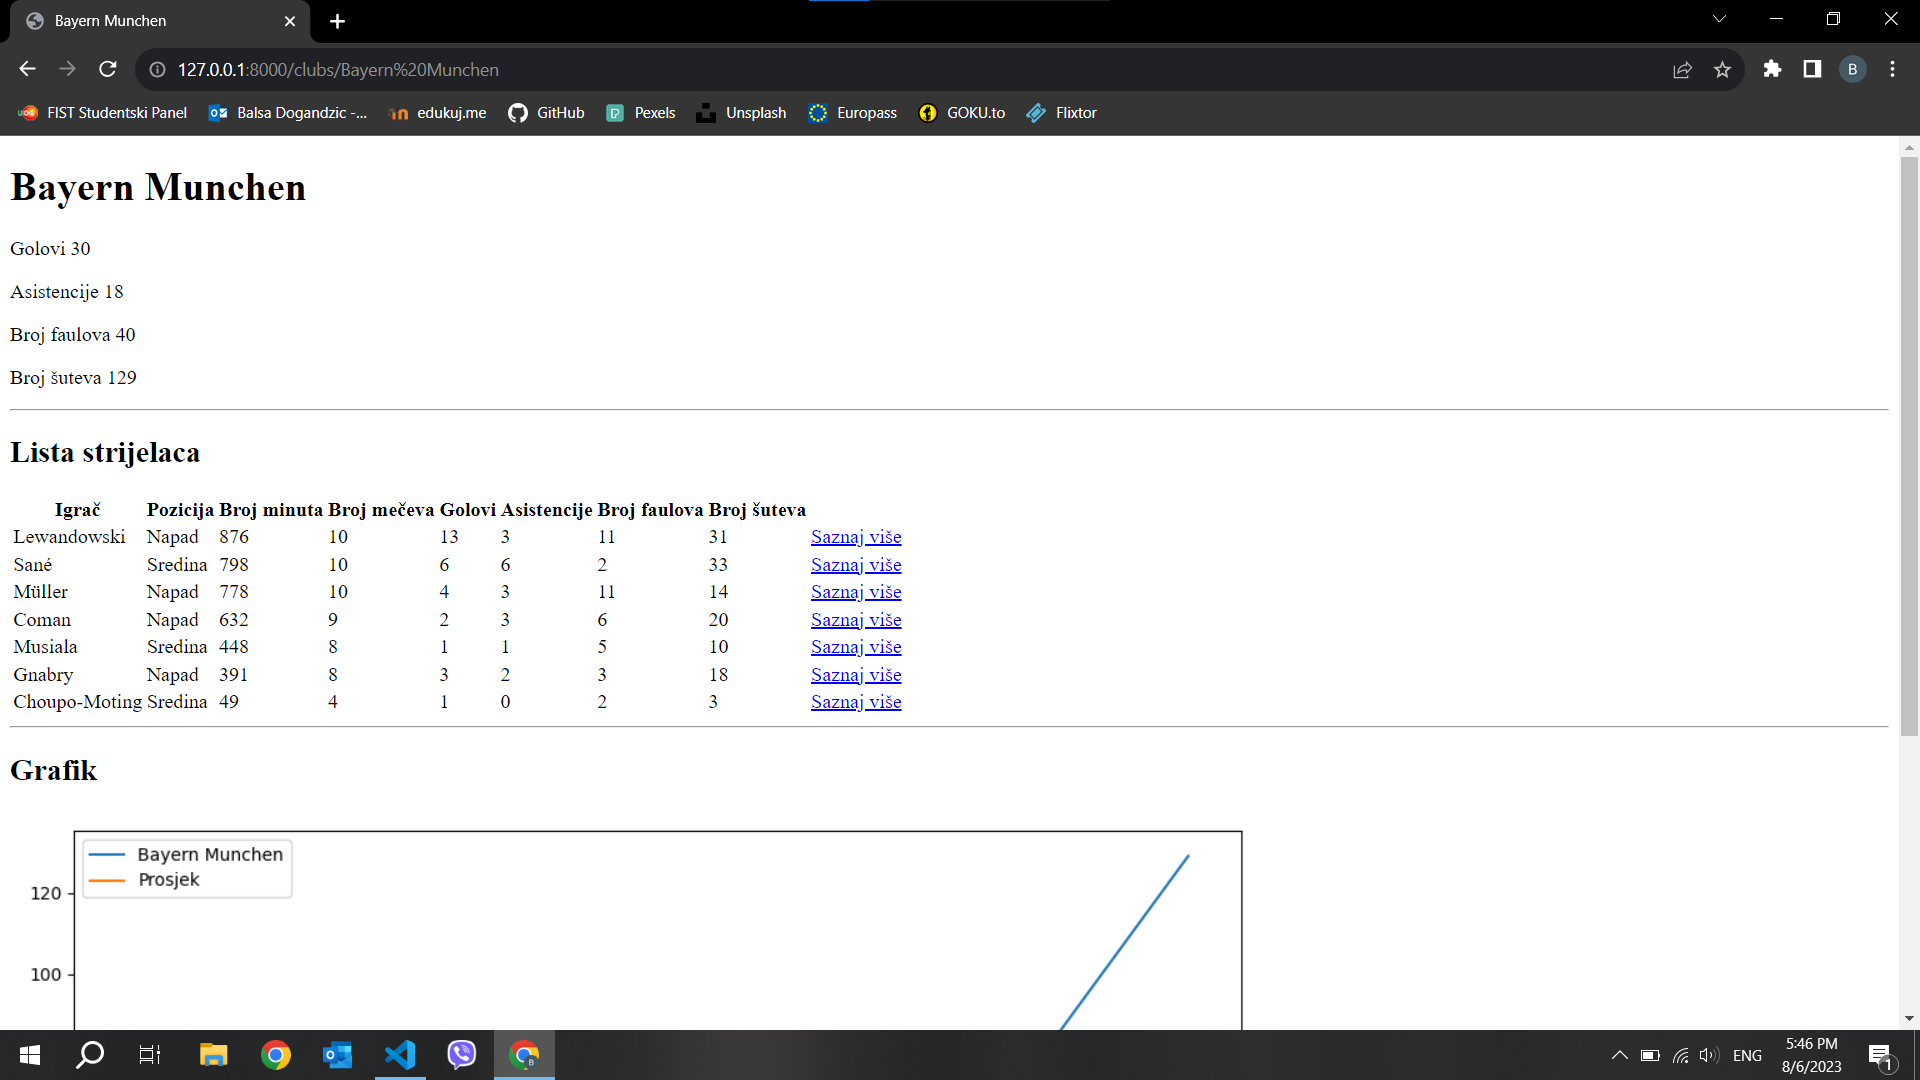 Bayern Munchen
127.0.0.1:8000/clubs/Bayern%20Munchen
B
FIST Studentski Panel Balsa Dogandzic -... edukuj.me GitHub Pexels Unsplash Europass GOKU.to Flixtor
Bayern Munchen
Golovi 30
Asistencije 18
Broj faulova 40
Broj šuteva 129
Lista strijelaca
Igrač Pozicija Broj minuta Broj mečeva Golovi Asistencije Broj faulova Broj šuteva
Lewandowski Napad 876 10 13 3 11 31 Saznaj više
Sané Sredina 798 10 6 6 2 33 Saznaj više
Müller Napad 778 10 4 3 11 14 Saznaj više
Coman Napad 632 9 2 3 6 20 Saznaj više
Musiala Sredina 448 8 1 1 5 10 Saznaj više
Gnabry Napad 391 8 3 2 3 18 Saznaj više
Choupo-Moting Sredina 49 4 1 0 2 3 Saznaj više
Grafik
Bayern Munchen
Prosjek
120
100
ENG
5:46 PM
8/6/2023
1